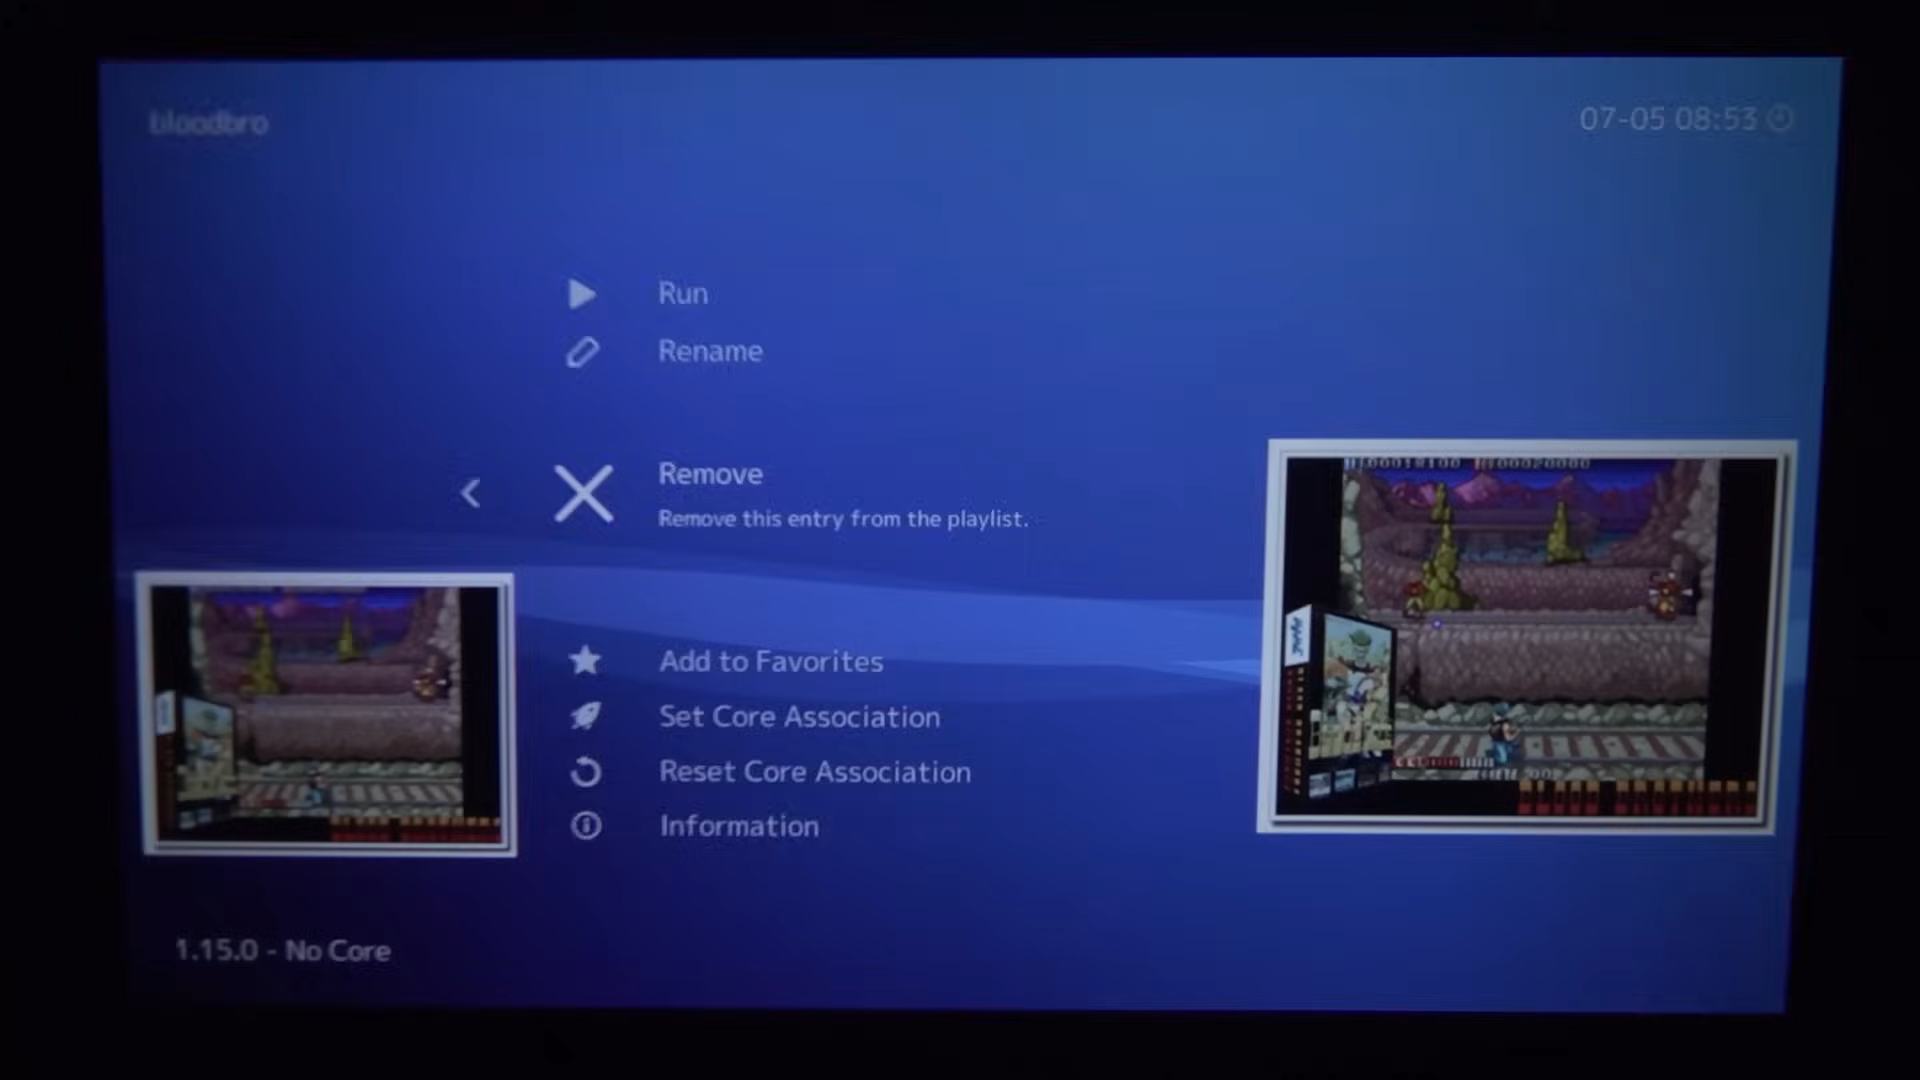 bloodbro
07-05 08:53
Run
Rename
Remove
Remove this entry from the playlist.
Add to Favorites
Set Core Association
Reset Core Association
Information
1.15.0 - No Core